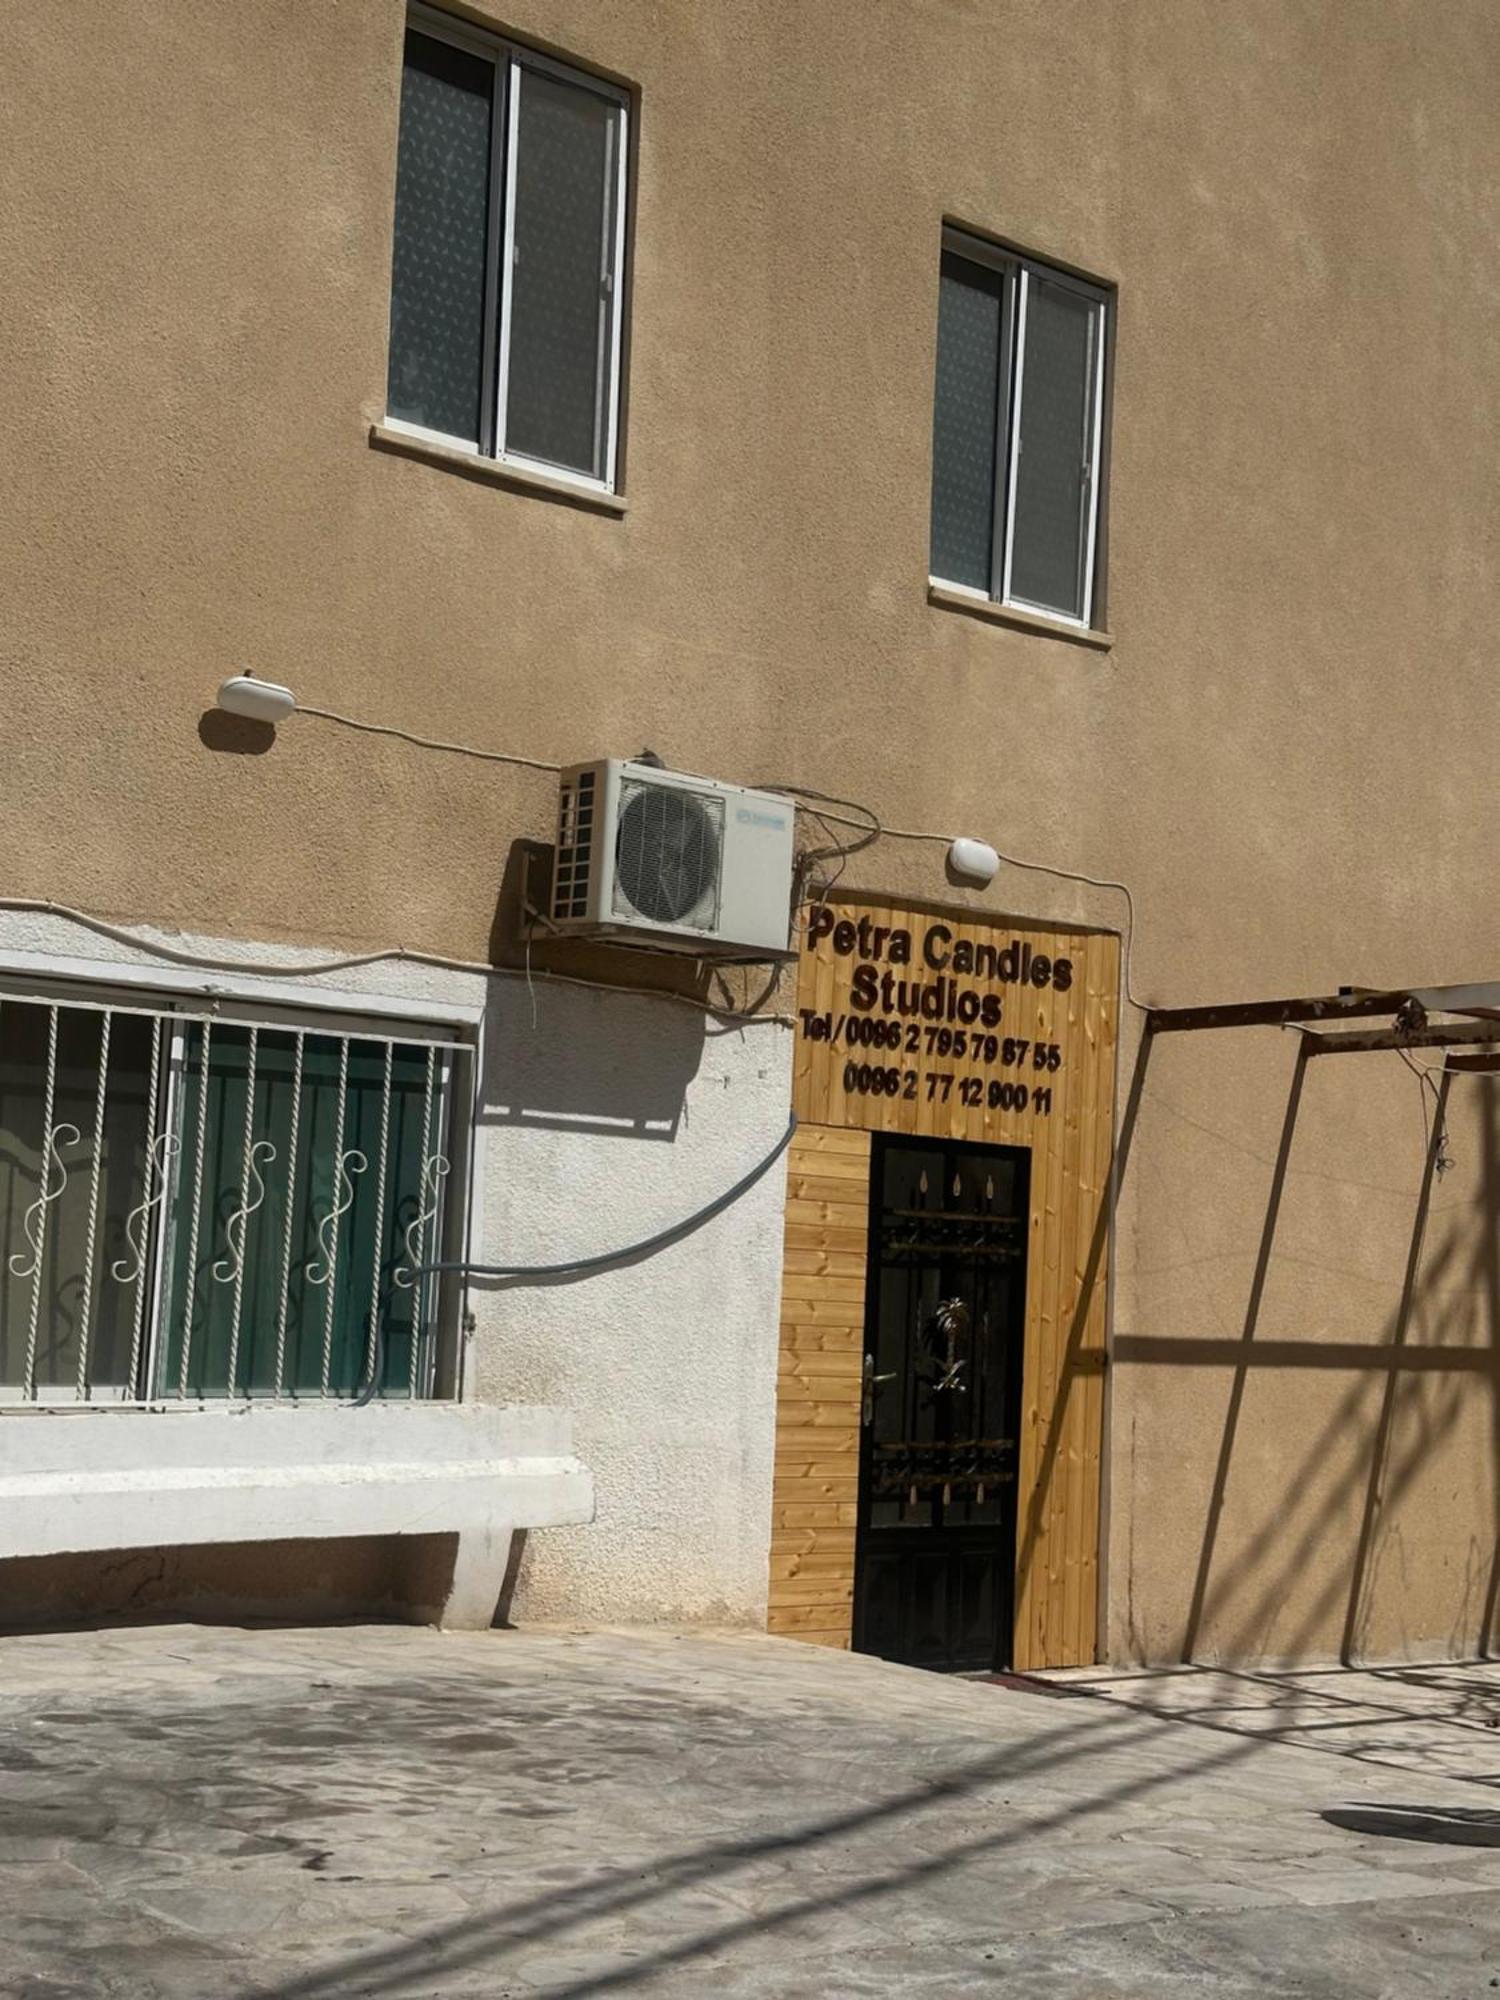 Petra Candles
Studios
Tel/0096 2 795 79 87 55
0096 2 77 12 900 11